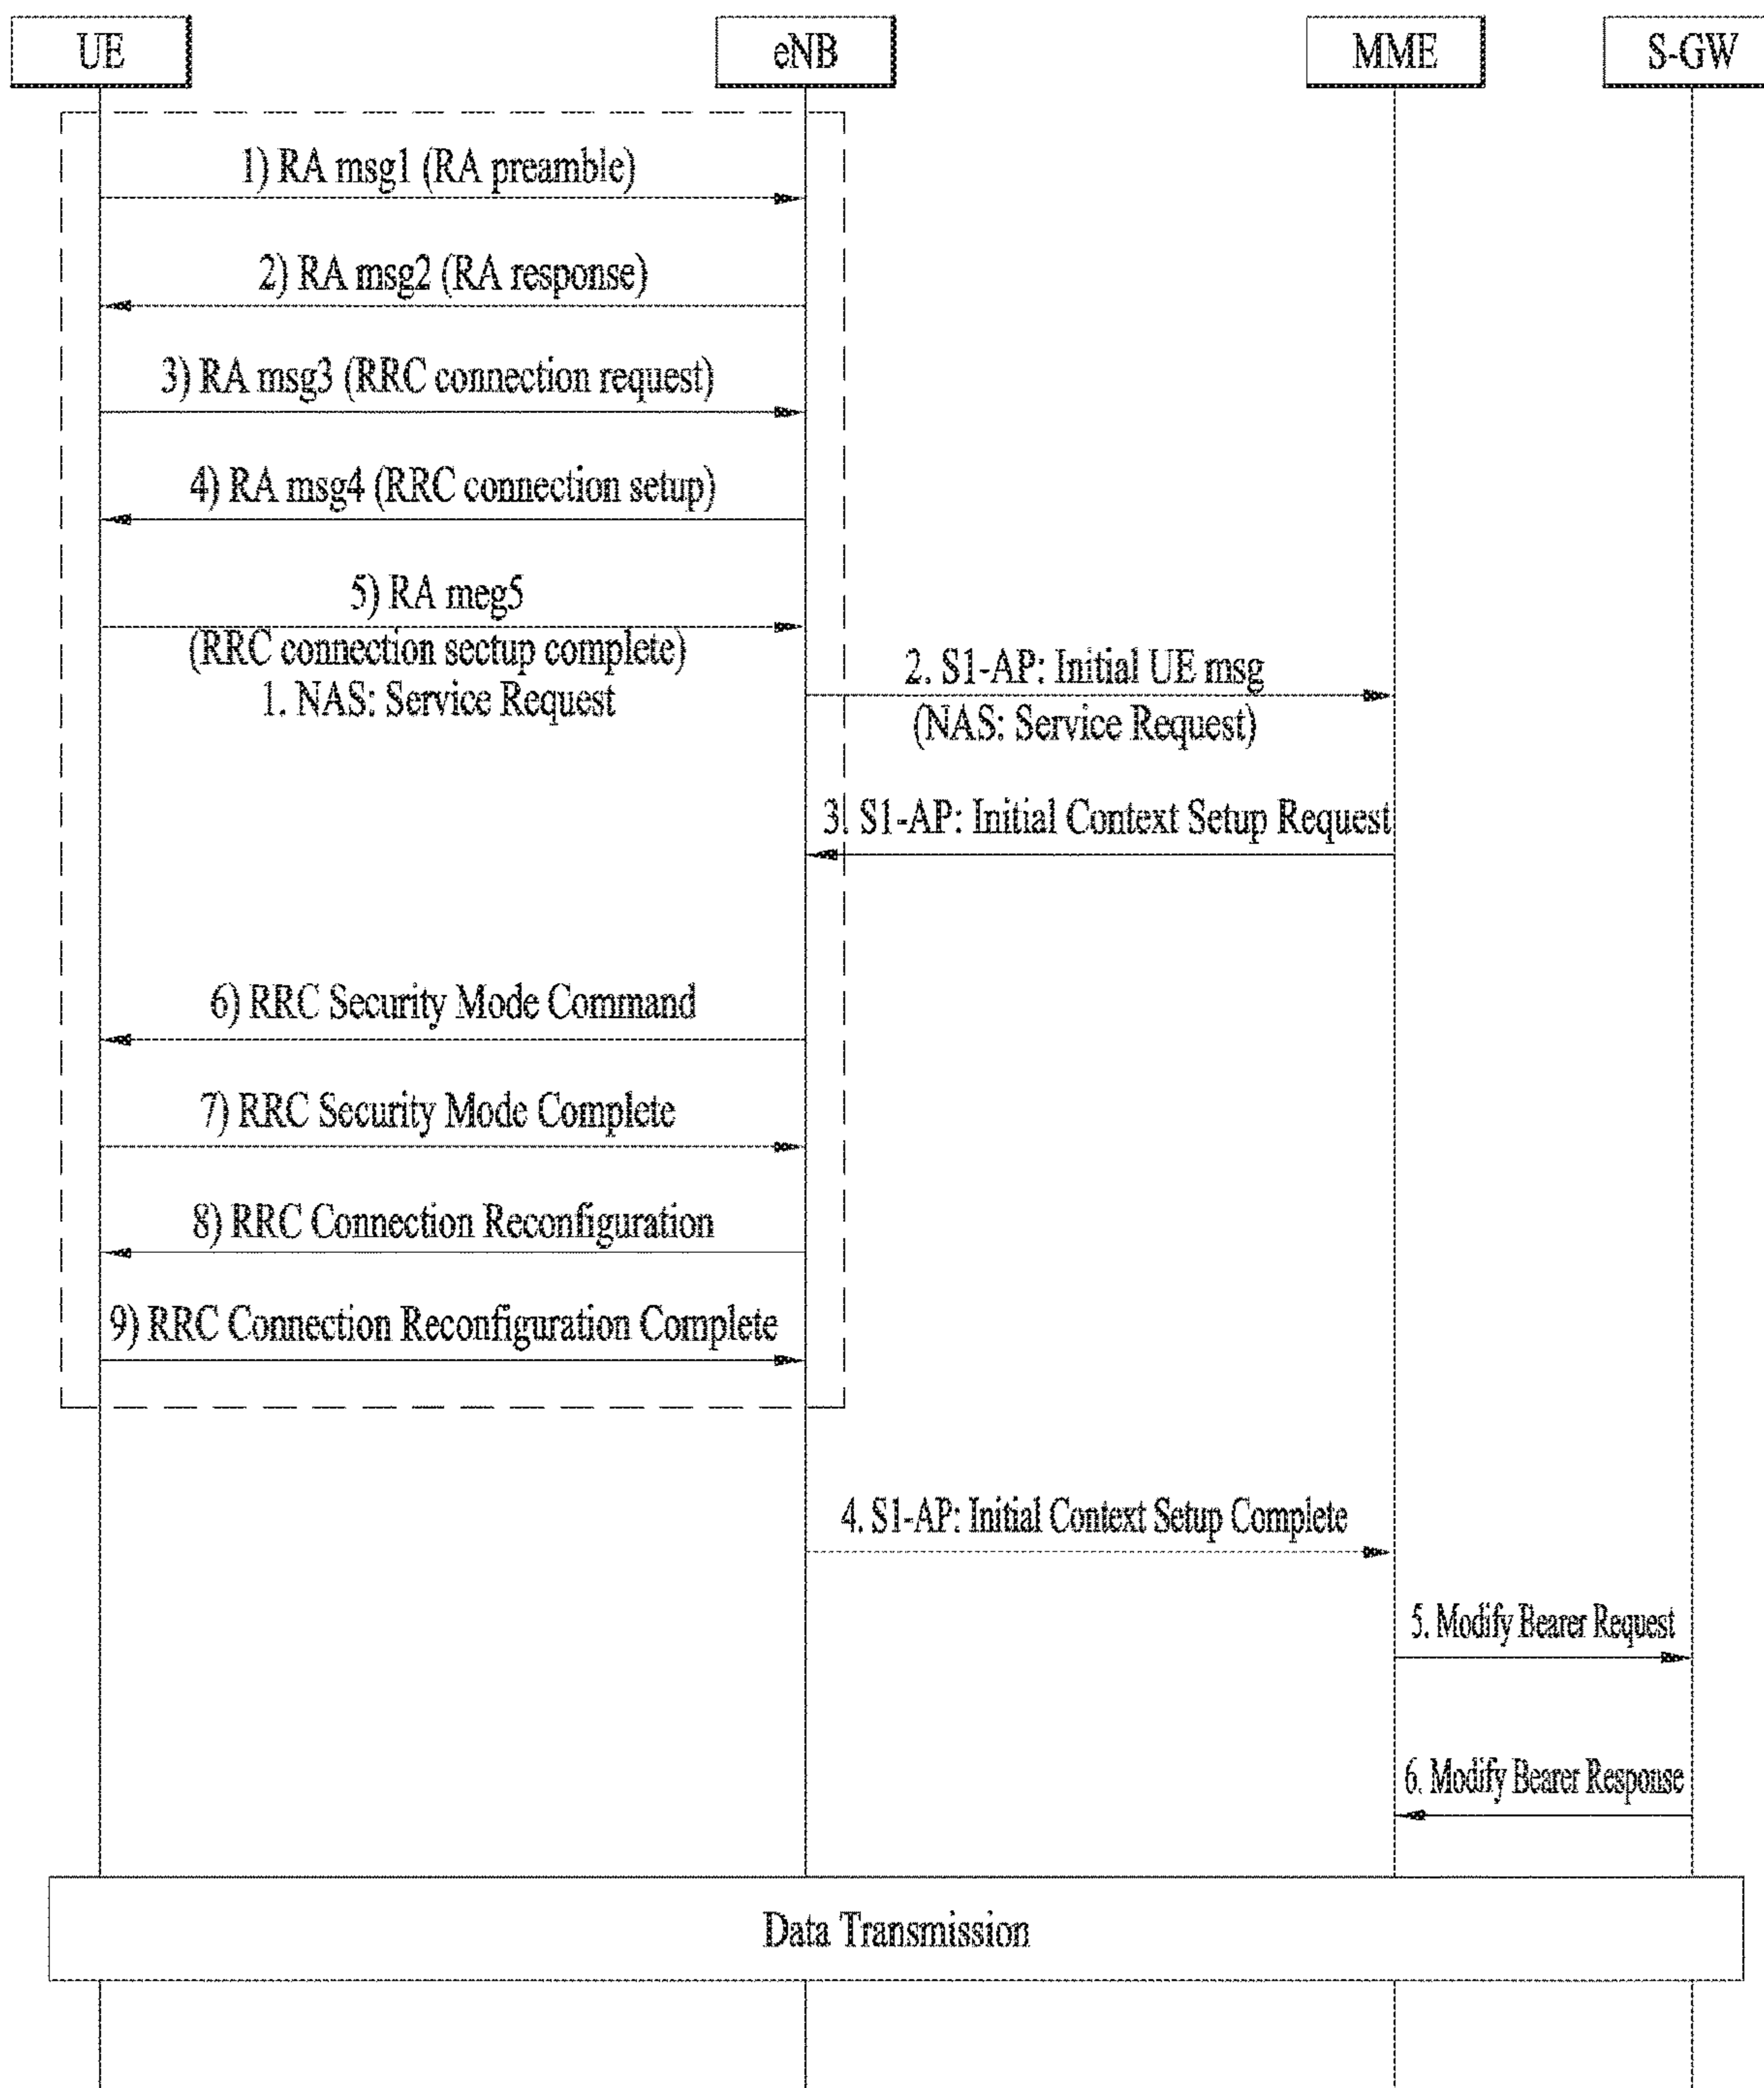 UE
eNB
MME
S-GW
1) RA msg1 (RA preamble)
2) RA msg2 (RA response)
3) RA msg3 (RRC connection request)
4) RA msg4 (RRC connection setup)
5) RA meg5
(RRC connection sectup complete)
1. NAS: Service Request
2. S1-AP: Initial UE msg
(NAS: Service Request)
3. S1-AP: Initial Context Setup Request
6) RRC Security Mode Command
7) RRC Security Mode Complete
8) RRC Connection Reconfiguration
9) RRC Connection Reconfiguration Complete
4. S1-AP: Initial Context Setup Complete
5. Modify Bearer Request
6. Modify Bearer Response
Data Transmission